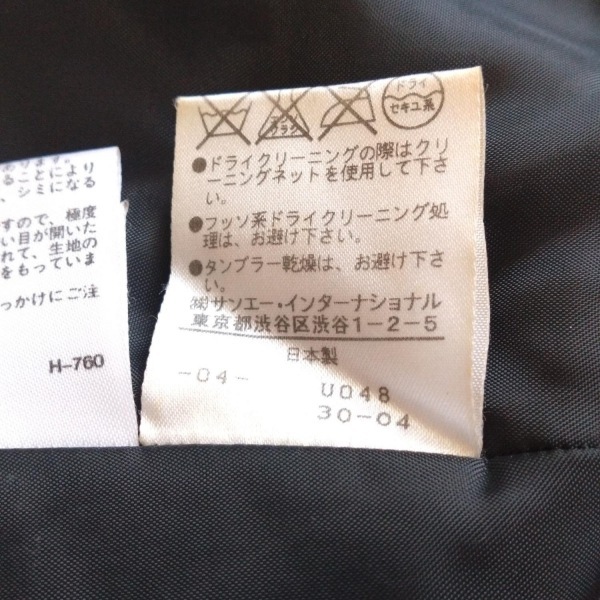 ることにより
、シミになる
すので、極度
い目が開いた
れて、生地の
をもっていま
っかけにご注
H-760
エンソ
サラシ
ドライ
セキユ系
●ドライクリーニングの際はクリ
ーニングネットを使用して下さ
い。
●フッソ系ドライクリーニング処
理は、お避け下さい。
●タンブラー乾燥は、お避け下さ
い。
㈱サンエー・インターナショナル
東京都渋谷区渋谷1-2-5
日本製
-04-
U048
30-04